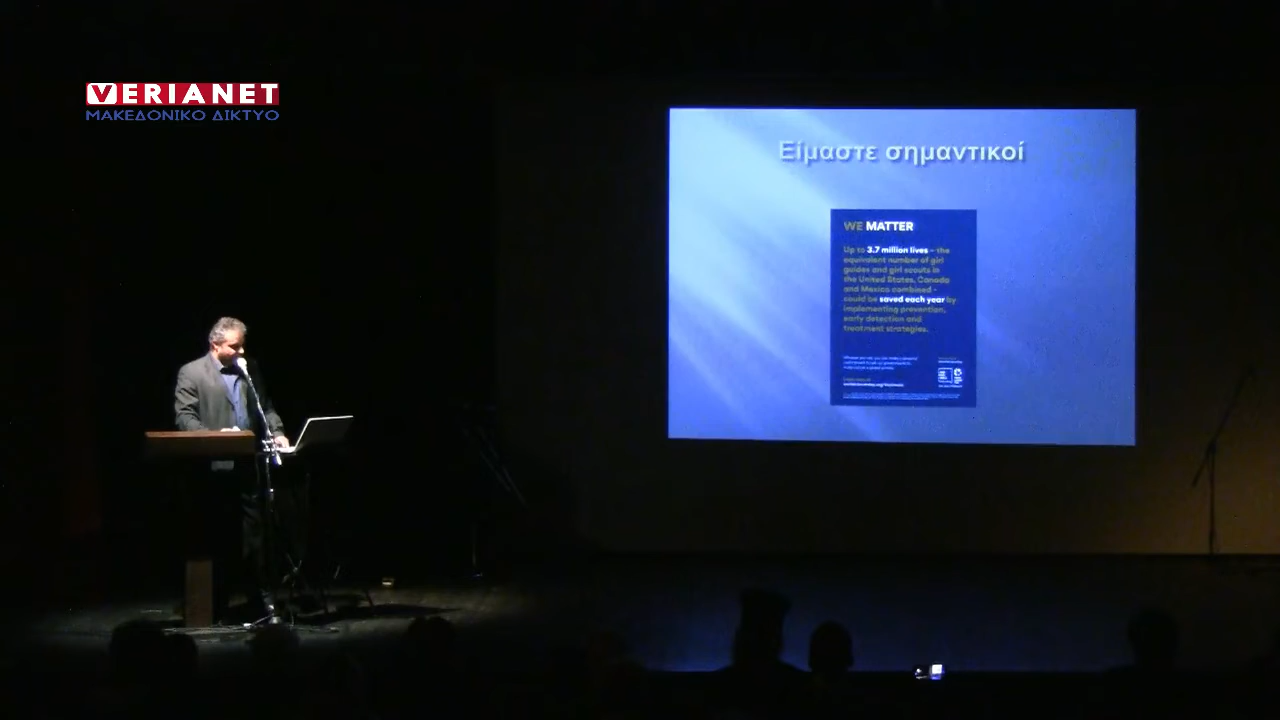 VERIANET
ΜΑΚΕΔΟΝΙΚΟ ΔΙΚΤΥΟ
Είμαστε σημαντικοί
WE MATTER
Up to 3.7 million lives – the
equivalent number of girl
guides and girl scouts in
the United States, Canada
and Mexico combined -
could be saved each year by
implementing prevention,
early detection and
treatment strategies.